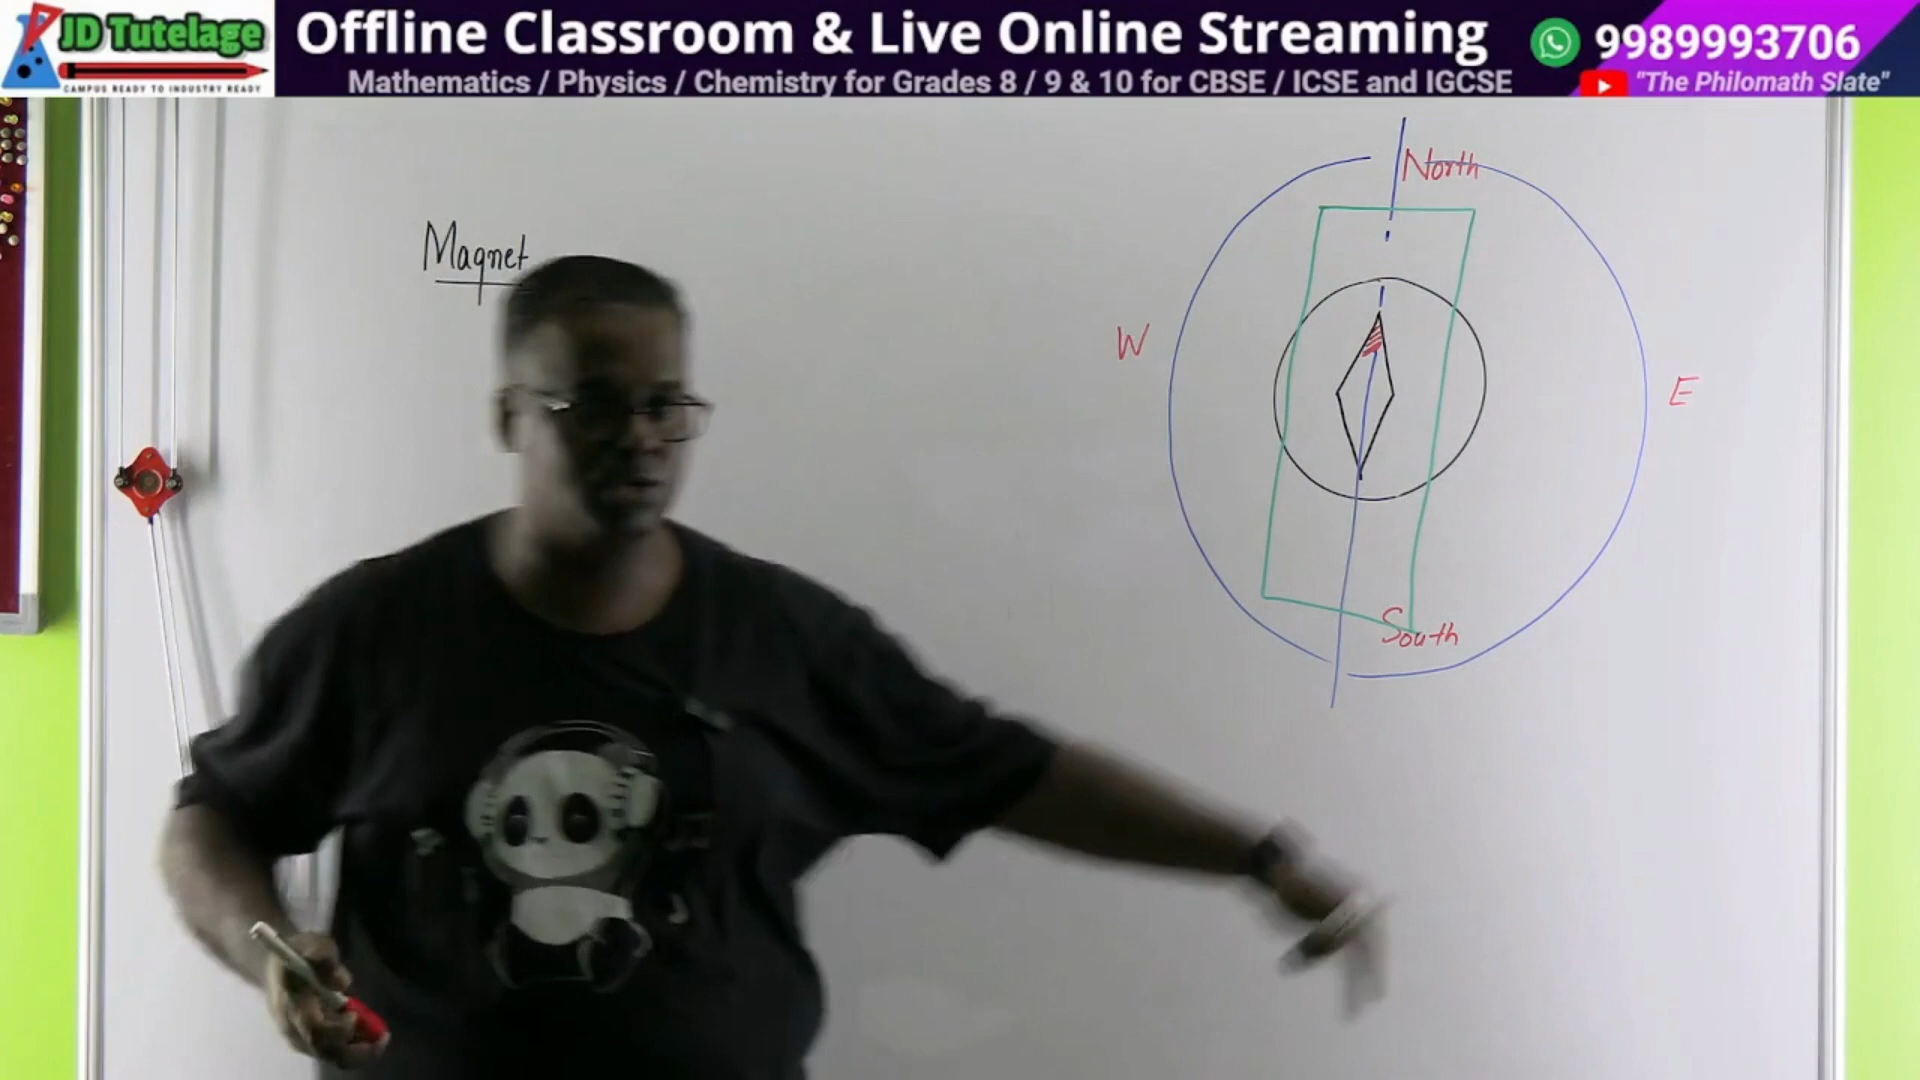 JD Tutelage
CAMPUS READY TO INDUSTRY READY
Offline Classroom & Live Online Streaming
Mathematics / Physics / Chemistry for Grades 8 / 9 & 10 for CBSE / ICSE and IGCSE
9989993706
"The Philomath Slate"
Magnet
North
W
E
South